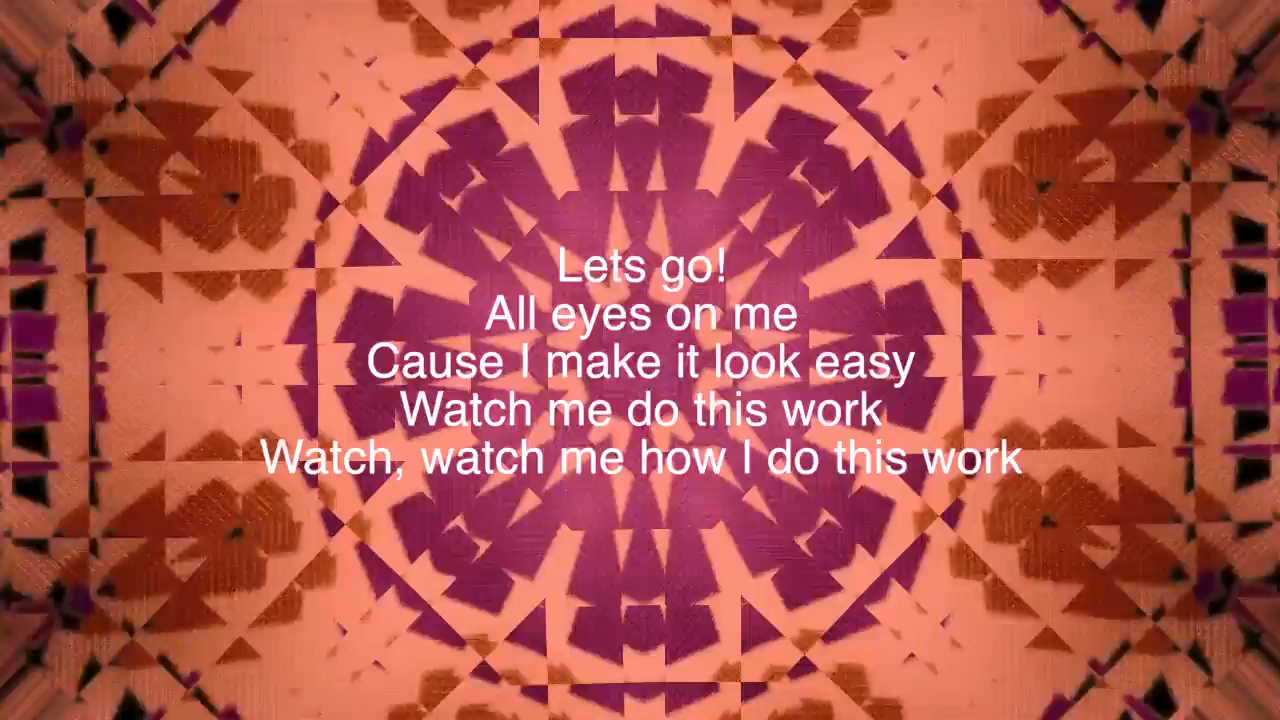 Lets go!
All eyes on me
Cause I make it look easy
Watch me do this work
Watch, watch me how I do this work